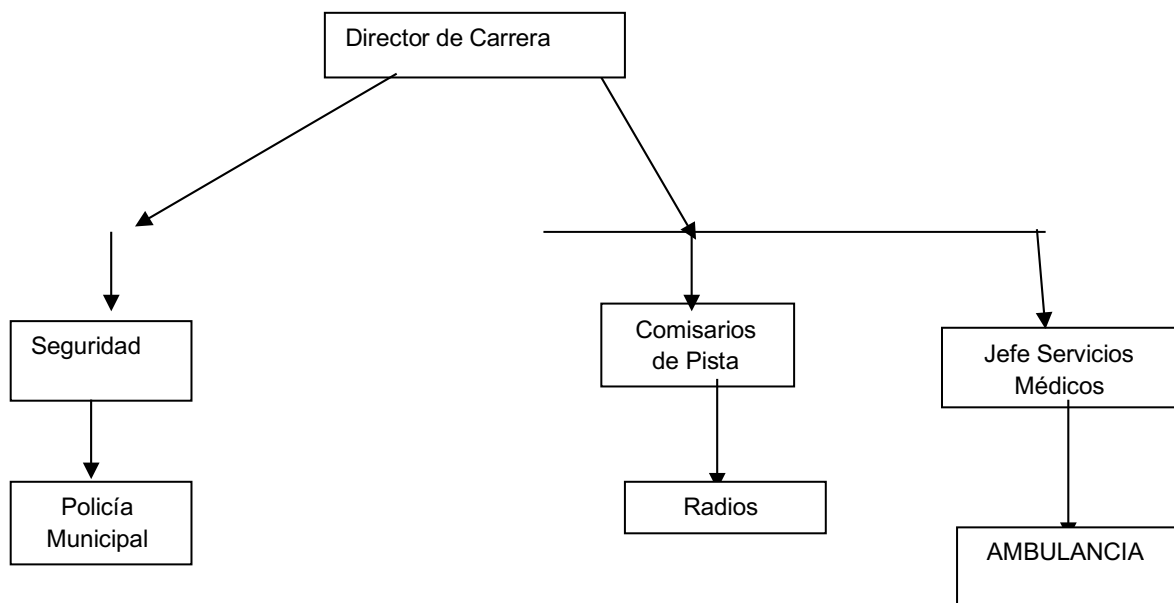 Director de Carrera
Seguridad
Comisarios
de Pista
Jefe Servicios
Médicos
Policía
Municipal
Radios
AMBULANCIA